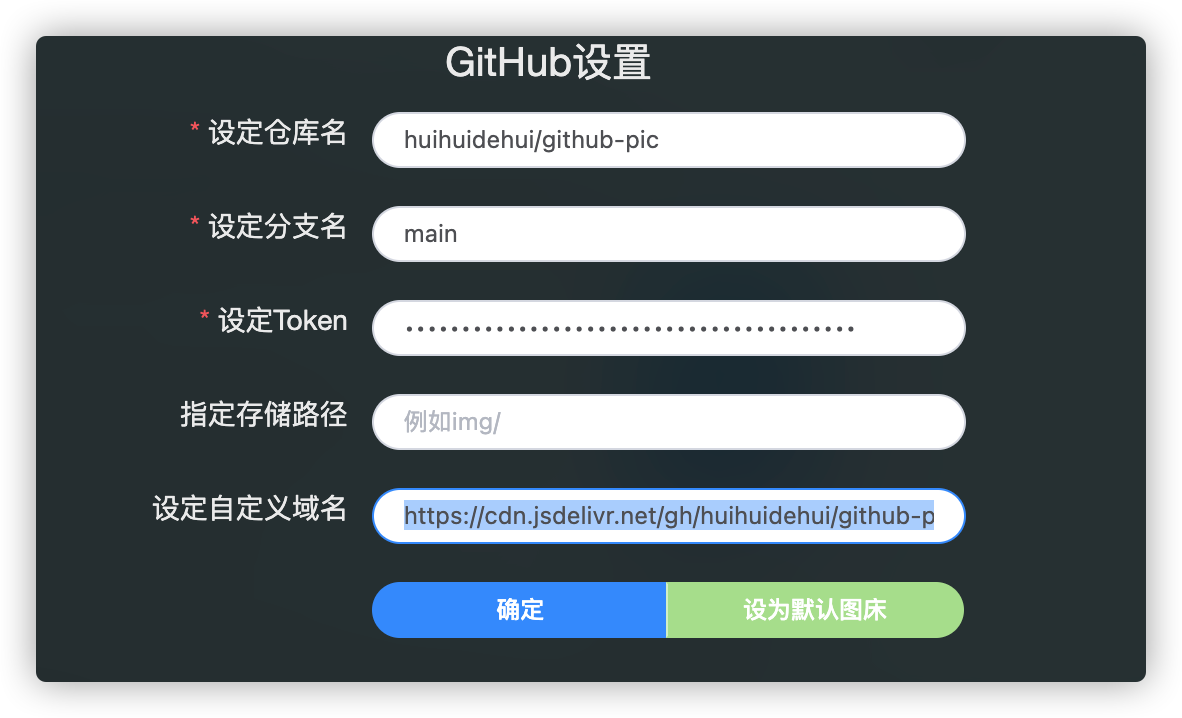 GitHub设置
* 设定仓库名 huihuidehui/github-pic
* 设定分支名 main
* 设定Token ••••••••••••••••••••••••••••••••••••••••
指定存储路径 例如img/
设定自定义域名 https://cdn.jsdelivr.net/gh/huihuidehui/github-p
确定 设为默认图床